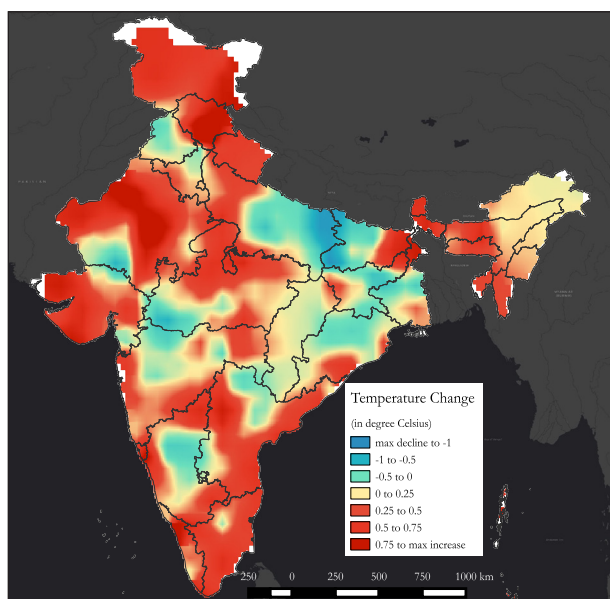 Temperature Change
(in degree Celsius)
max decline to -1
-1 to -0.5
-0.5 to 0
0 to 0.25
0.25 to 0.5
0.5 to 0.75
0.75 to max increase
250 0 250 500 750 1000 km